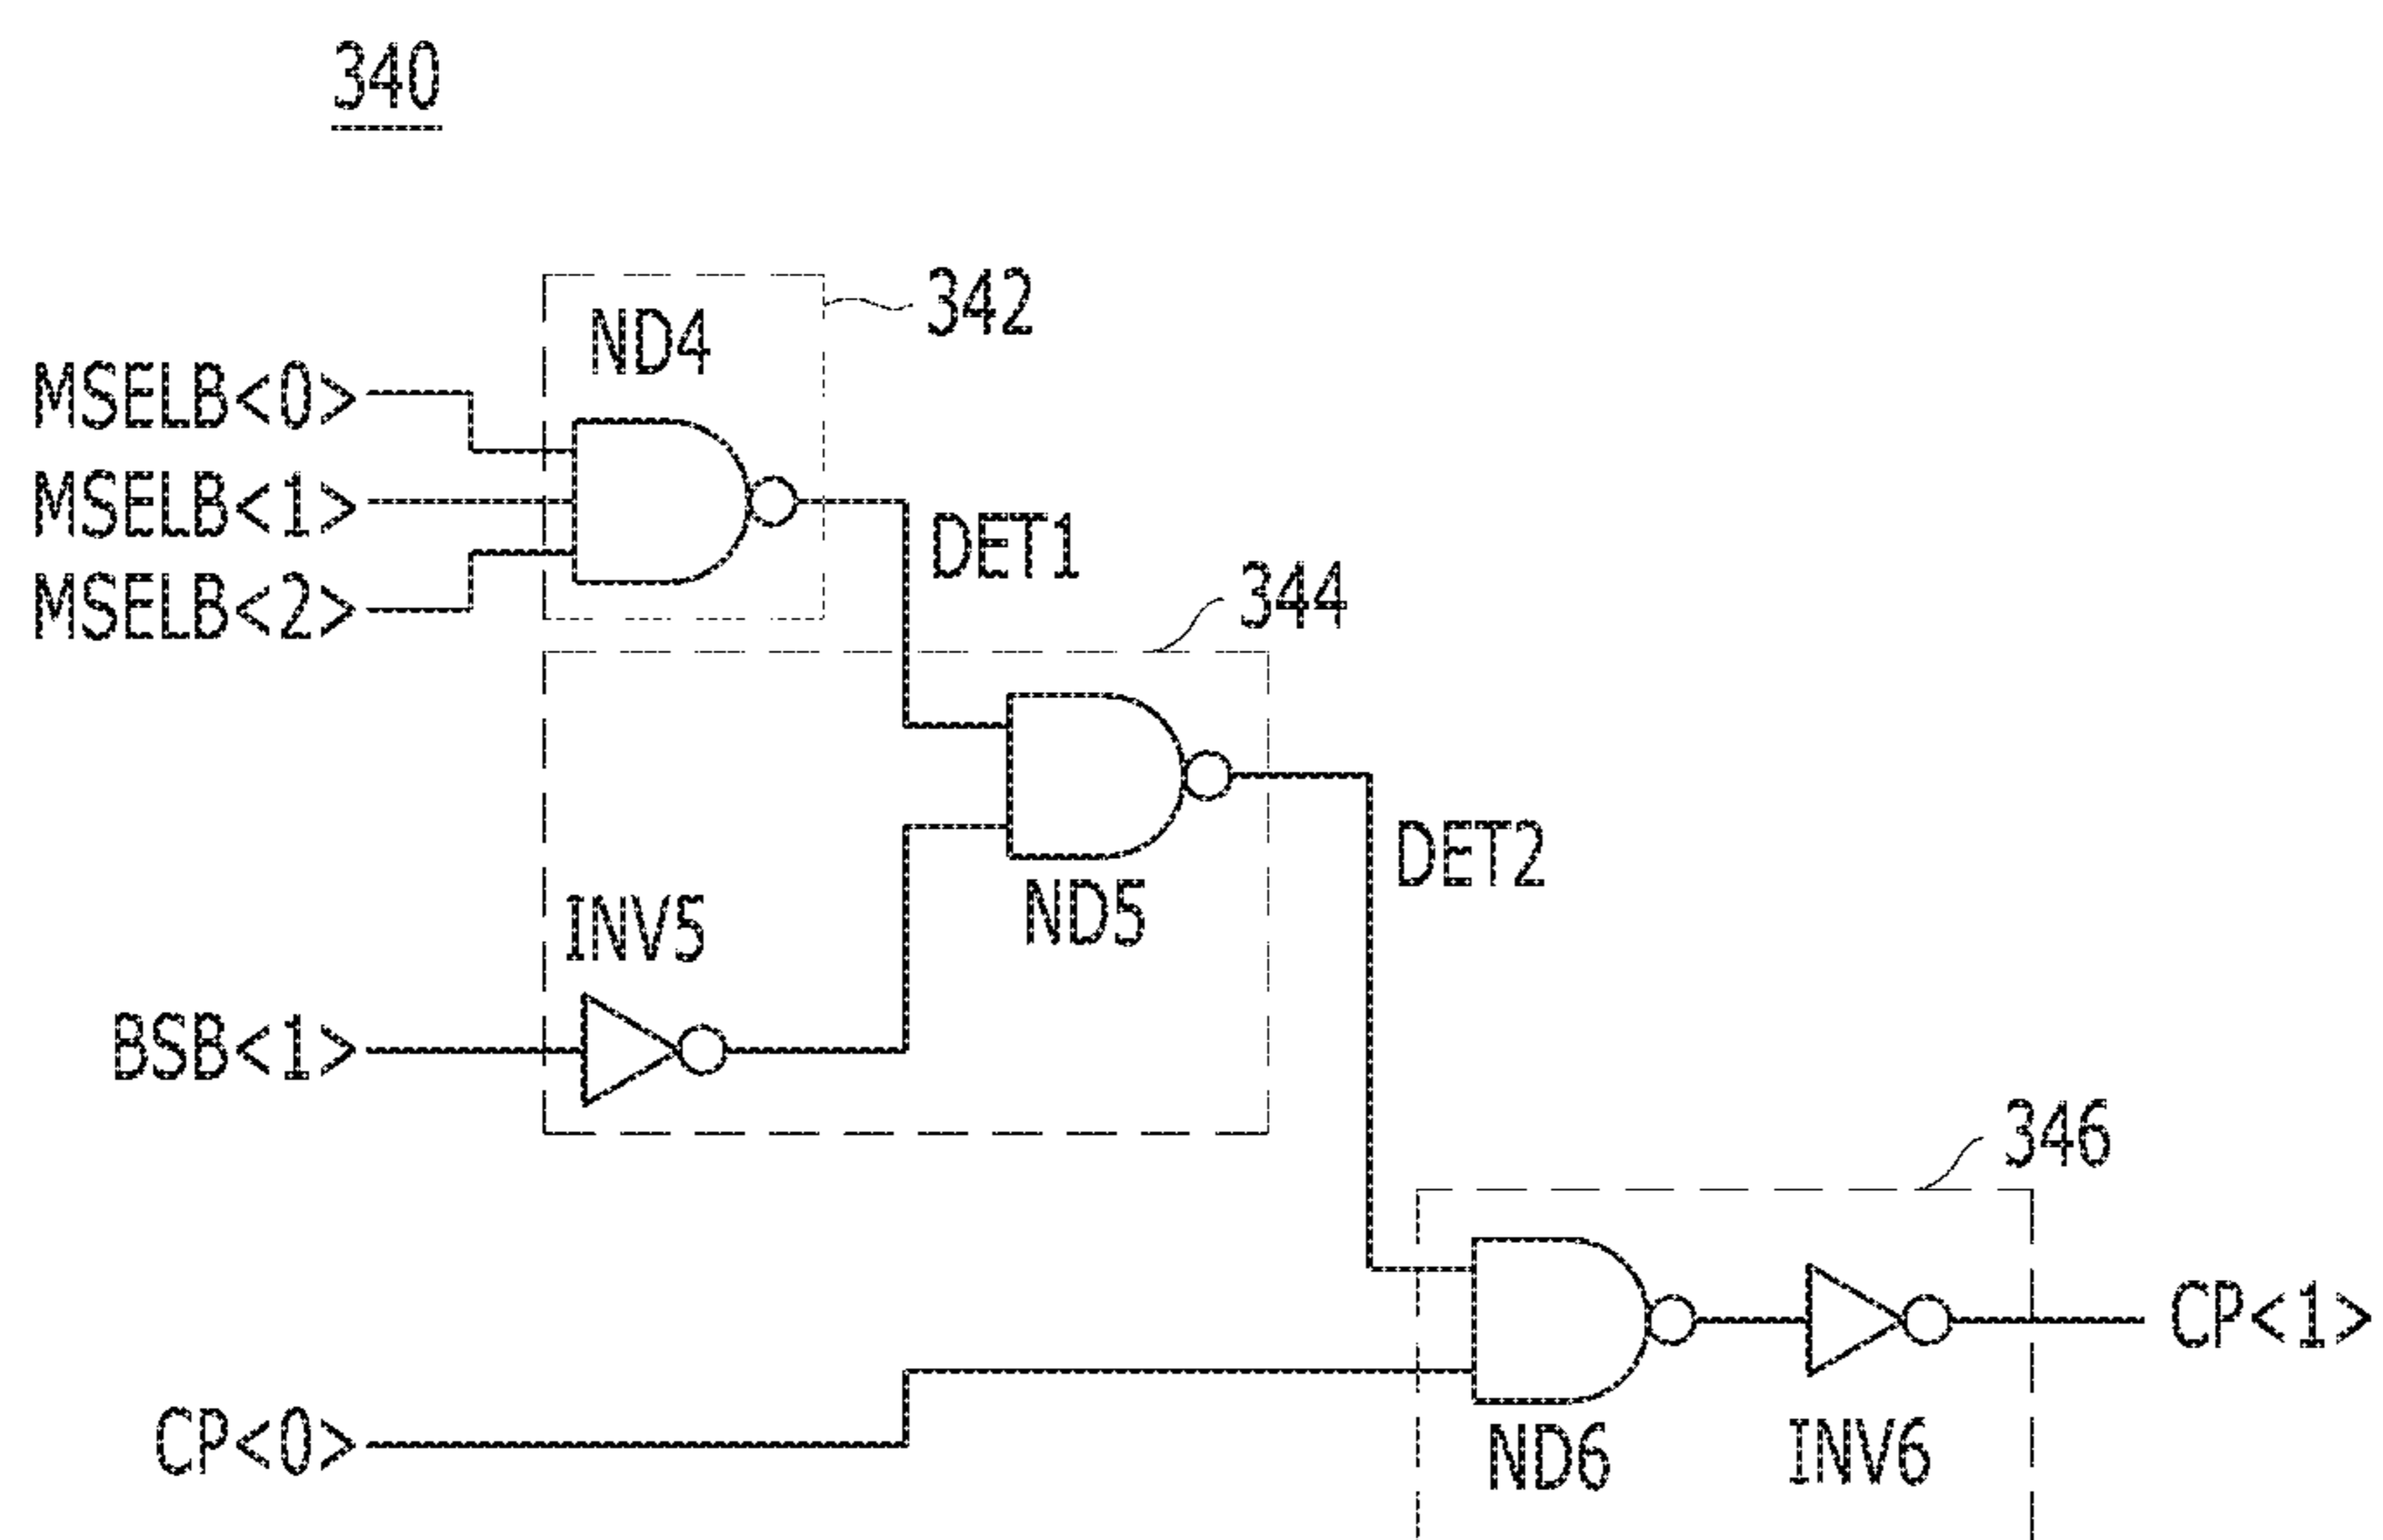 340
342
ND4
MSELB<0>
MSELB<1>
MSELB<2>
DET1
344
DET2
ND5
INV5
BSB<1>
346
CP<1>
CP<0>
ND6
INV6